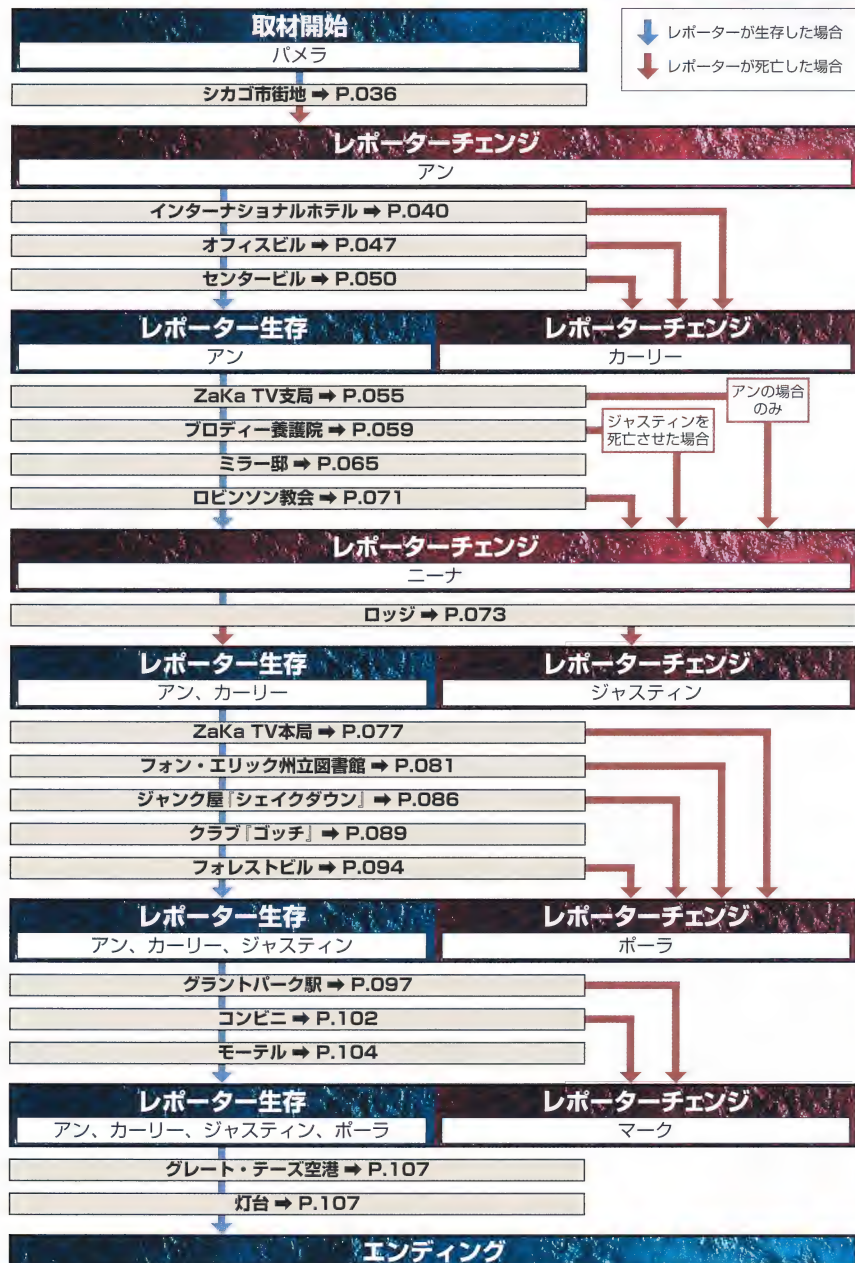 取材開始
パメラ
レポーターが生存した場合
レポーターが死亡した場合
シカゴ市街地 ➡ P.036
レポーターチェンジ
アン
インターナショナルホテル ➡ P.040
オフィスビル ➡ P.047
センタービル ➡ P.050
レポーター生存
アン
レポーターチェンジ
カーリー
ZaKa TV支局 ➡ P.055
アンの場合
のみ
ブロディー養護院 ➡ P.059
ジャスティンを
死亡させた場合
ミラー邸 ➡ P.065
ロビンソン教会 ➡ P.071
レポーターチェンジ
ニーナ
ロッジ ➡ P.073
レポーター生存
アン、カーリー
レポーターチェンジ
ジャスティン
ZaKa TV本局 ➡ P.077
フォン・エリック州立図書館 ➡ P.081
ジャンク屋『シェイクダウン』 ➡ P.086
クラブ『ゴッチ』 ➡ P.089
フォレストビル ➡ P.094
レポーター生存
アン、カーリー、ジャスティン
レポーターチェンジ
ポーラ
グラントパーク駅 ➡ P.097
コンビニ ➡ P.102
モーテル ➡ P.104
レポーター生存
アン、カーリー、ジャスティン、ポーラ
レポーターチェンジ
マーク
グレート・テーズ空港 ➡ P.107
灯台 ➡ P.107
エンディング